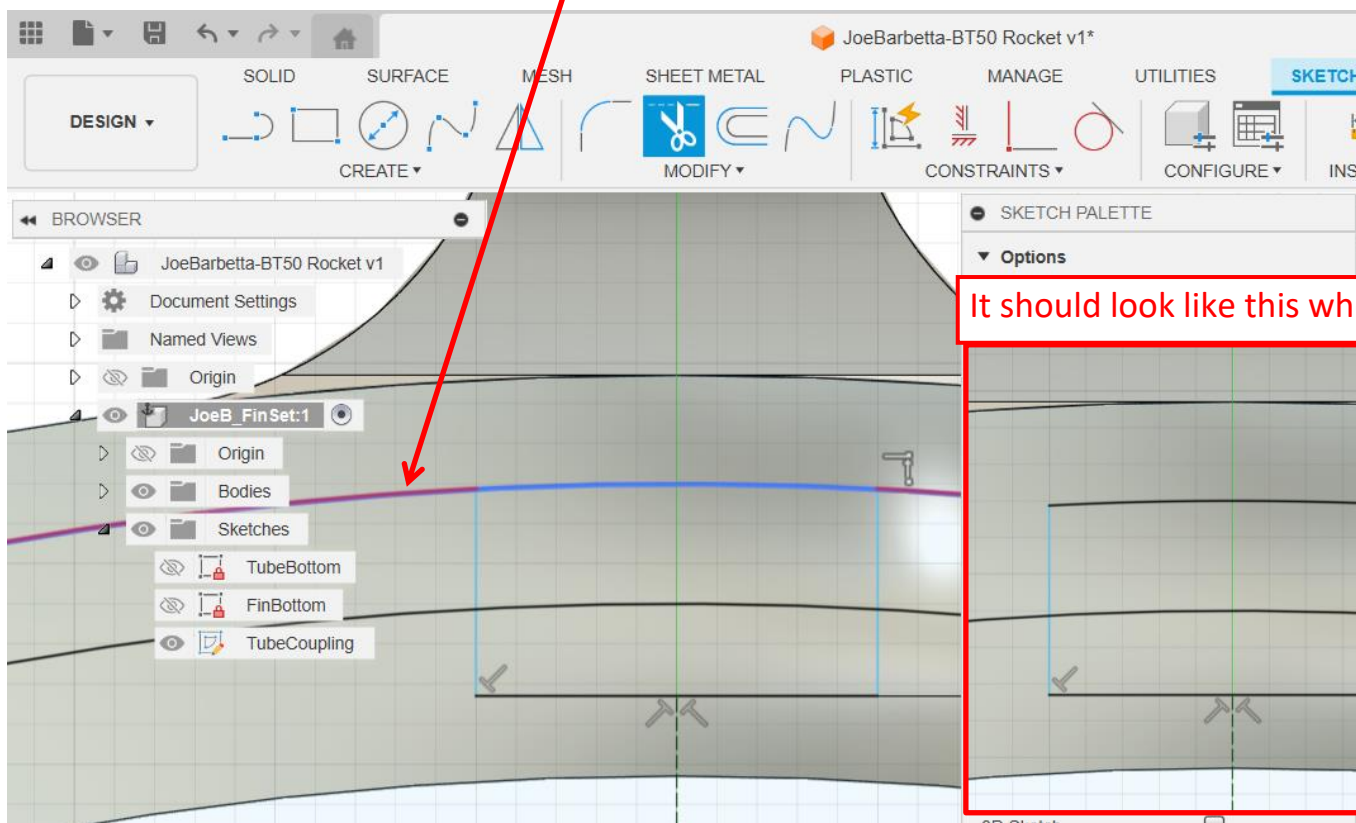 JoeBarbetta-BT50 Rocket v1*
SOLID SURFACE MESH SHEET METAL PLASTIC MANAGE UTILITIES SKETCH
DESIGN
CREATE MODIFY CONSTRAINTS CONFIGURE INS
BROWSER
SKETCH PALETTE
JoeBarbetta-BT50 Rocket v1
Options
Document Settings
It should look like this wh
Named Views
Origin
JoeB_FinSet:1
Origin
Bodies
Sketches
TubeBottom
FinBottom
TubeCoupling
3D Sketch